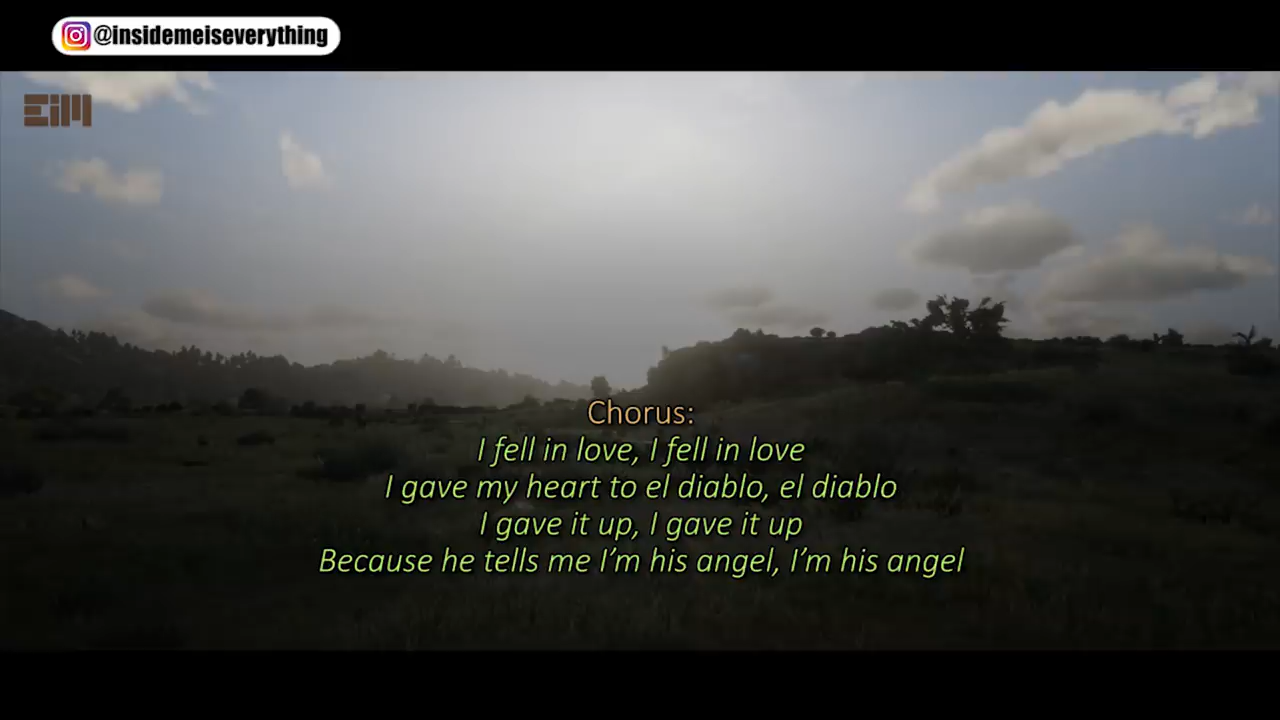 @insidemeiseverything
EiM
Chorus:
I fell in love, I fell in love
I gave my heart to el diablo, el diablo
I gave it up, I gave it up
Because he tells me I’m his angel, I’m his angel